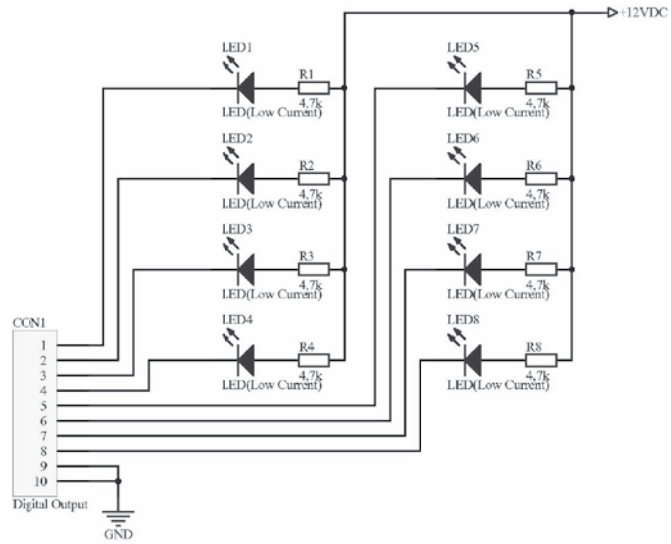 +12VDC
LED1
R1
4,7k
LED(Low Current)
LED2
R2
4,7k
LED(Low Current)
LED3
R3
4,7k
LED(Low Current)
LED4
R4
4,7k
LED(Low Current)
LED5
R5
4,7k
LED(Low Current)
LED6
R6
4,7k
LED(Low Current)
LED7
R7
4,7k
LED(Low Current)
LED8
R8
4,7k
LED(Low Current)
CON1
1
2
3
4
5
6
7
8
9
10
Digital Output
GND